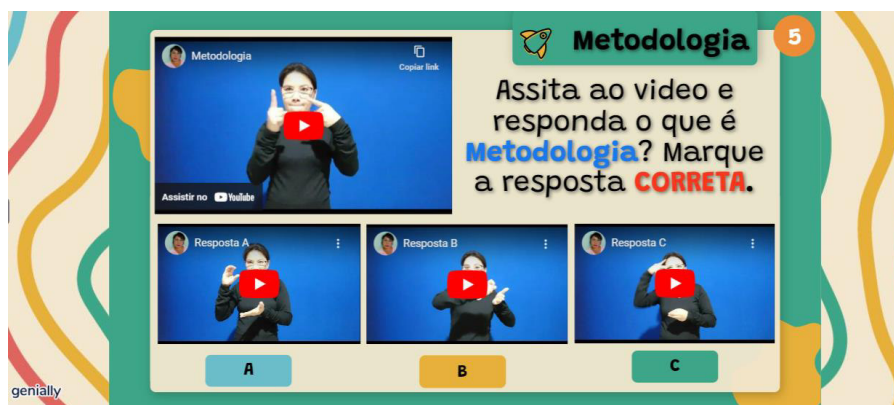 Metodologia
5
Metodologia
Copiar link
Assistir no YouTube
Assita ao video e
responda o que é
Metodologia? Marque
a resposta CORRETA.
Resposta A
Resposta B
Resposta C
A
B
C
genially